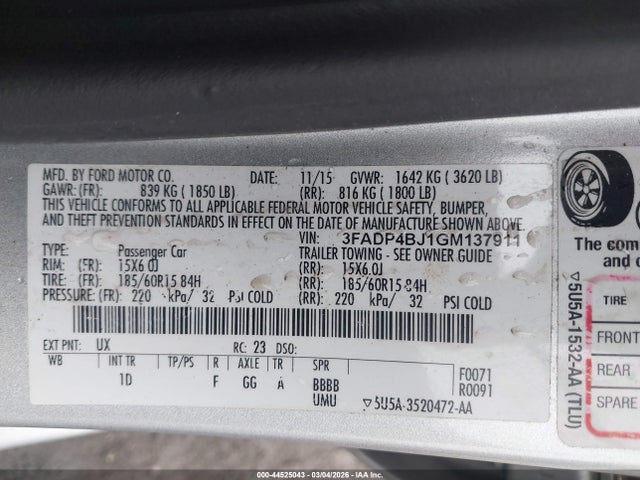 MFD. BY FORD MOTOR CO. DATE: 11/15 GVWR: 1642 KG ( 3620 LB)
GAWR: (FR): 839 KG ( 1850 LB) (RR): 816 KG ( 1800 LB)
THIS VEHICLE CONFORMS TO ALL APPLICABLE FEDERAL MOTOR VEHICLE SAFETY, BUMPER,
AND THEFT PREVENTION STANDARDS IN EFFECT ON THE DATE OF MANUFACTURE SHOWN ABOVE.
VIN: 3FADP4BJ1GM137911
TYPE: Passenger Car TRAILER TOWING - SEE OWNER GUIDE
RIM: (FR): 15X6.0J (RR): 15X6.0J
TIRE: (FR): 185/60R15 84H (RR): 185/60R15 84H
PRESSURE: (FR): 220 kPa/ 32 PSI COLD (RR): 220 kPa/ 32 PSI COLD
EXT PNT: UX RC: 23 DSO:
WB INT TR TP/PS R AXLE TR SPR
1D F GG A BBBB
UMU
F0071
R0091
▽5U5A-3520472-AA
The com
and
TIRE
FRONT
REAR
SPARE
▽5U5A-1532-AA (TLU)
000-44525043 - 03/04/2026 - COPYRIGHT IAA, LLC